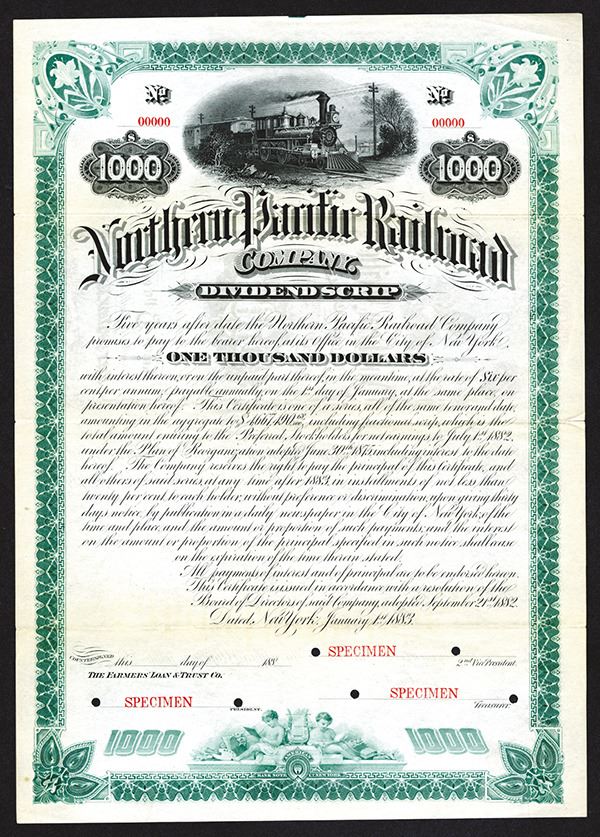 No No
00000 00000
$ $
1000 1000
Northern Pacific Railroad
COMPANY.
DIVIDEND SCRIP
Five years after date the Northern Pacific Railroad Company
promises to pay to the bearer hereof, at its Office in the City of New York
ONE THOUSAND DOLLARS
with interest thereon, or on the unpaid part thereof, in the meantime, at the rate of Six per
cent per annum, payable annually, on the 1st day of January, at the same place, on
presentation hereof. This Certificate is one of a series, all of the same tenor and date,
amounting in the aggregate to $ including fractional scrip, which is the
total amount enuring to the Preferred Stockholders for net earnings to July 1st 1882,
under the Plan of Reorganization adopted June 30th 1875, including interest to the date
hereof. The Company reserves the right to pay the principal of this Certificate, and
all others of said series, at any time after 1883, in installments of not less than
twenty per cent to each holder, without preference or discrimination, upon giving thirty
days notice by publication in a daily newspaper in the City of New York, of the
time and place, and the amount or proportion of such payments, and the interest
on the amount or proportion of the principal specified in such notice, shall cease
on the expiration of the time therein stated.
All payments of interest and of principal are to be endorsed hereon.
This Certificate is issued in accordance with a resolution of the
Board of Directors of said Company, adopted September 21st 1882.
Dated, New York, January 1st 1883.
COUNTERSIGNED this day of 188
SPECIMEN
2nd Vice President.
THE FARMERS' LOAN & TRUST CO.
SPECIMEN SPECIMEN
PRESIDENT. Treasurer.
1000 1000
BANK NOTE NEW YORK